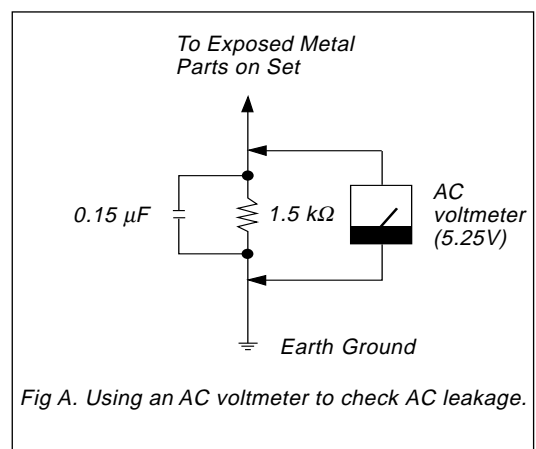 To Exposed Metal
Parts on Set
0.15 μF
1.5 kΩ
AC
voltmeter
(5.25V)
Earth Ground
Fig A. Using an AC voltmeter to check AC leakage.